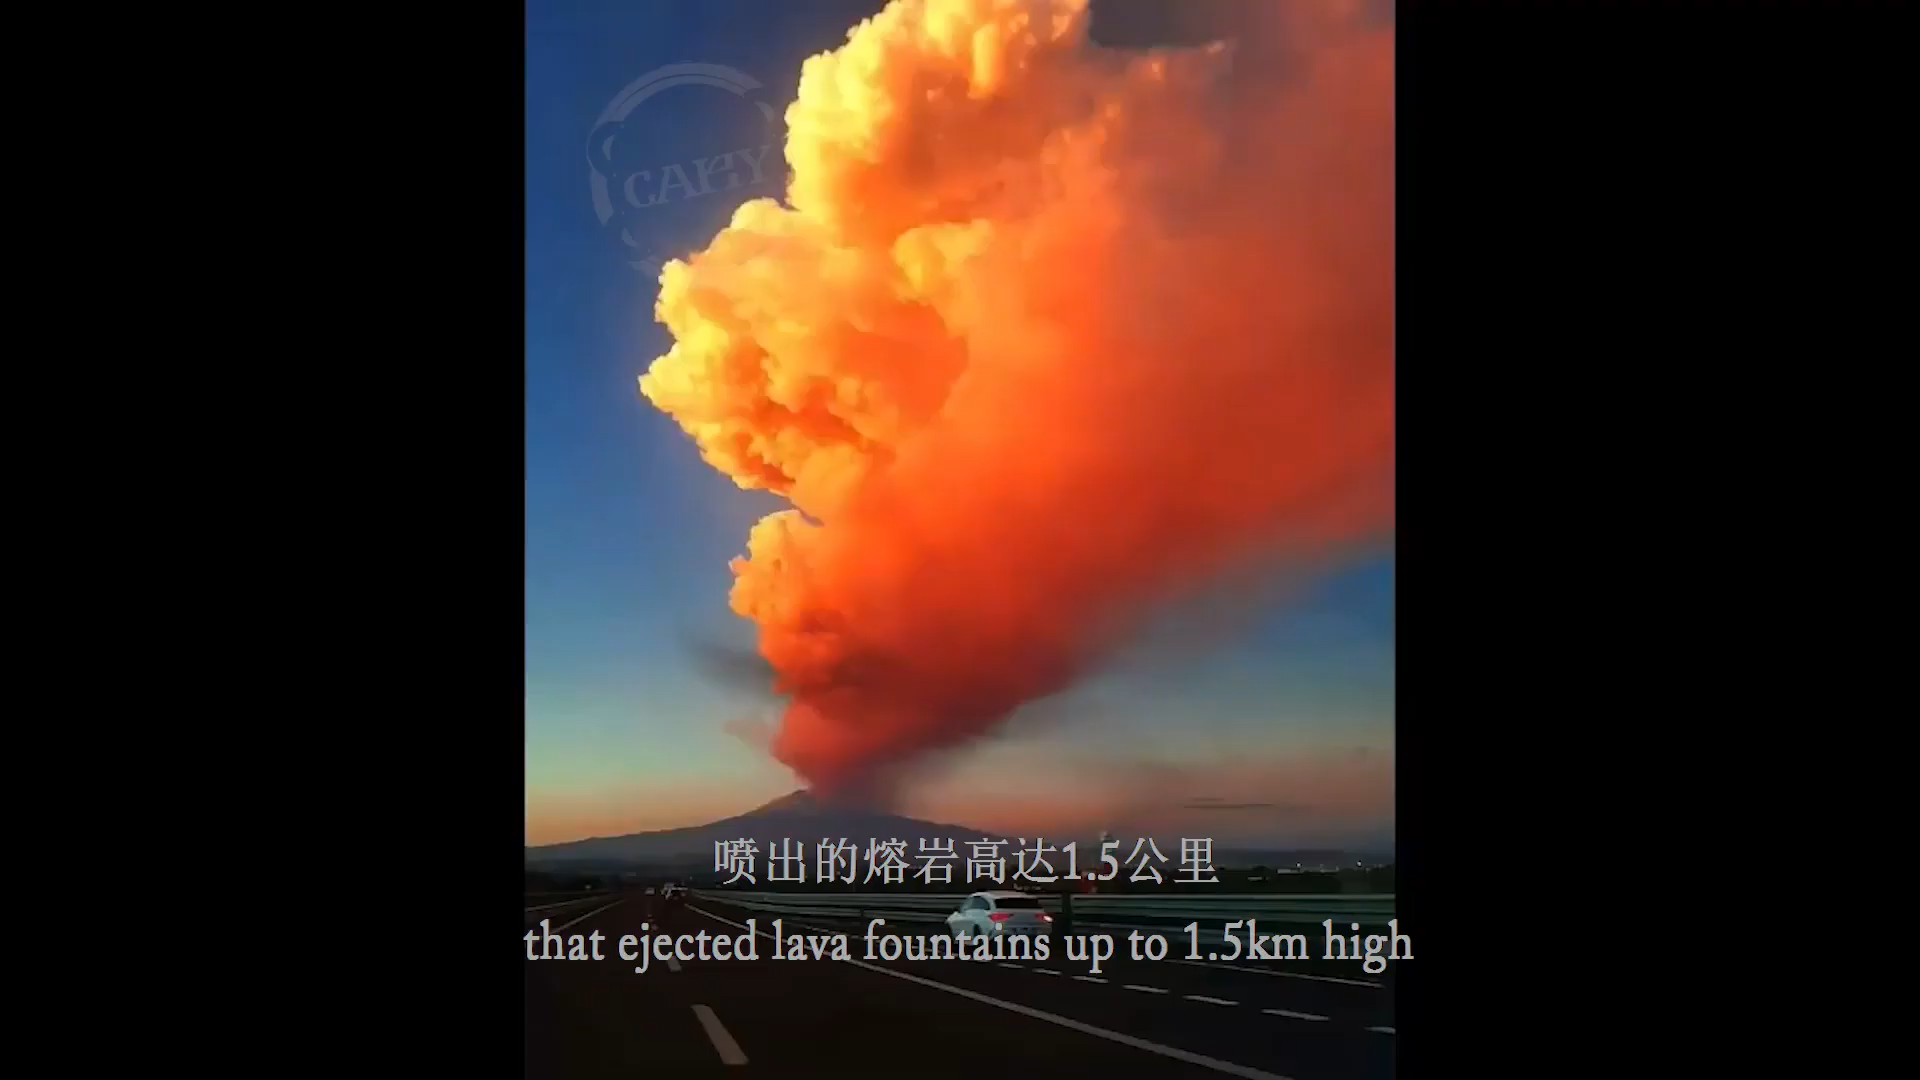 CAHY
喷出的熔岩高达1.5公里
that ejected lava fountains up to 1.5km high